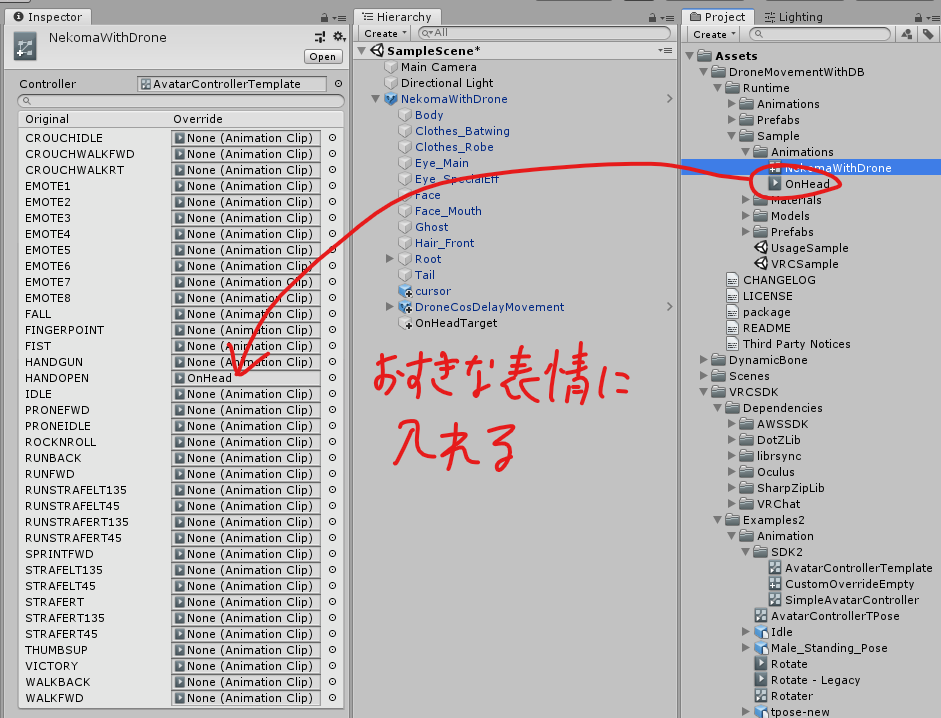 Inspector
NekomaWithDrone
Open
Controller
AvatarControllerTemplate
Original Override
CROUCHIDLE None (Animation Clip)
CROUCHWALKFWD None (Animation Clip)
CROUCHWALKRT None (Animation Clip)
EMOTE1 None (Animation Clip)
EMOTE2 None (Animation Clip)
EMOTE3 None (Animation Clip)
EMOTE4 None (Animation Clip)
EMOTE5 None (Animation Clip)
EMOTE6 None (Animation Clip)
EMOTE7 None (Animation Clip)
EMOTE8 None (Animation Clip)
FALL None (Animation Clip)
FINGERPOINT None (Animation Clip)
FIST None (Animation Clip)
HANDGUN None (Animation Clip)
HANDOPEN OnHead
IDLE None (Animation Clip)
PRONEFWD None (Animation Clip)
PRONEIDLE None (Animation Clip)
ROCKNROLL None (Animation Clip)
RUNBACK None (Animation Clip)
RUNFWD None (Animation Clip)
RUNSTRAFELT135 None (Animation Clip)
RUNSTRAFELT45 None (Animation Clip)
RUNSTRAFERT135 None (Animation Clip)
RUNSTRAFERT45 None (Animation Clip)
SPRINTFWD None (Animation Clip)
STRAFELT135 None (Animation Clip)
STRAFELT45 None (Animation Clip)
STRAFERT None (Animation Clip)
STRAFERT135 None (Animation Clip)
STRAFERT45 None (Animation Clip)
THUMBSUP None (Animation Clip)
VICTORY None (Animation Clip)
WALKBACK None (Animation Clip)
WALKFWD None (Animation Clip)
Hierarchy
Create All
SampleScene*
Main Camera
Directional Light
NekomaWithDrone
Body
Clothes_Batwing
Clothes_Robe
Eye_Main
Eye_SpecialEff
Face
Face_Mouth
Ghost
Hair_Front
Root
Tail
cursor
DroneCosDelayMovement
OnHeadTarget
おすきな表情に
入れる
Project Lighting
Create
Assets
DroneMovementWithDB
Runtime
Animations
Prefabs
Sample
Animations
NekomaWithDrone
OnHead
Materials
Models
Prefabs
UsageSample
VRCSample
CHANGELOG
LICENSE
package
README
Third Party Notices
DynamicBone
Scenes
VRCSDK
Dependencies
AWSSDK
DotZLib
librsync
Oculus
SharpZipLib
VRChat
Examples2
Animation
SDK2
AvatarControllerTemplate
CustomOverrideEmpty
SimpleAvatarController
AvatarControllerTPose
Idle
Male_Standing_Pose
Rotate
Rotate - Legacy
Rotater
tpose-new